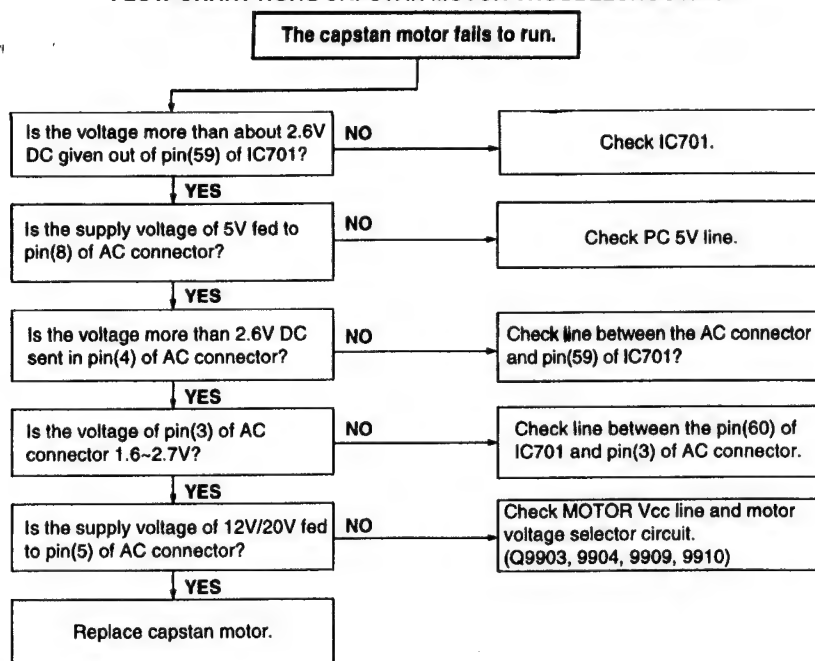 The capstan motor fails to run.
Is the voltage more than about 2.6V
DC given out of pin(59) of IC701?
NO
Check IC701.
YES
Is the supply voltage of 5V fed to
pin(8) of AC connector?
NO
Check PC 5V line.
YES
Is the voltage more than 2.6V DC
sent in pin(4) of AC connector?
NO
Check line between the AC connector
and pin(59) of IC701?
YES
Is the voltage of pin(3) of AC
connector 1.6~2.7V?
NO
Check line between the pin(60) of
IC701 and pin(3) of AC connector.
YES
Is the supply voltage of 12V/20V fed
to pin(5) of AC connector?
NO
Check MOTOR Vcc line and motor
voltage selector circuit.
(Q9903, 9904, 9909, 9910)
YES
Replace capstan motor.